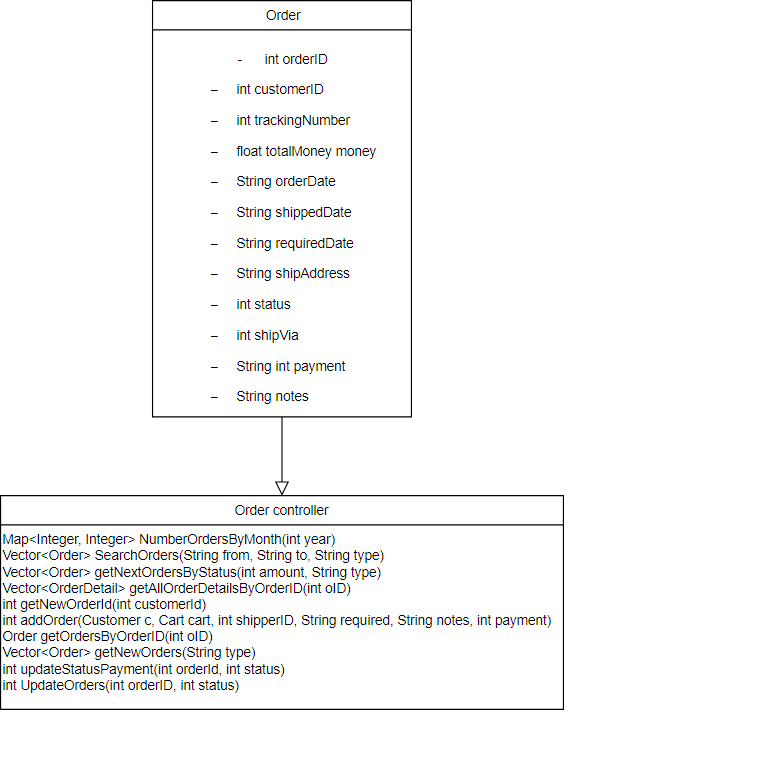 Order
- int orderID
– int customerID
– int trackingNumber
– float totalMoney money
– String orderDate
– String shippedDate
– String requiredDate
– String shipAddress
– int status
– int shipVia
– String int payment
– String notes
Order controller
Map<Integer, Integer> NumberOrdersByMonth(int year)
Vector<Order> SearchOrders(String from, String to, String type)
Vector<Order> getNextOrdersByStatus(int amount, String type)
Vector<OrderDetail> getAllOrderDetailsByOrderID(int oID)
int getNewOrderId(int customerId)
int addOrder(Customer c, Cart cart, int shipperID, String required, String notes, int payment)
Order getOrdersByOrderID(int oID)
Vector<Order> getNewOrders(String type)
int updateStatusPayment(int orderId, int status)
int UpdateOrders(int orderID, int status)